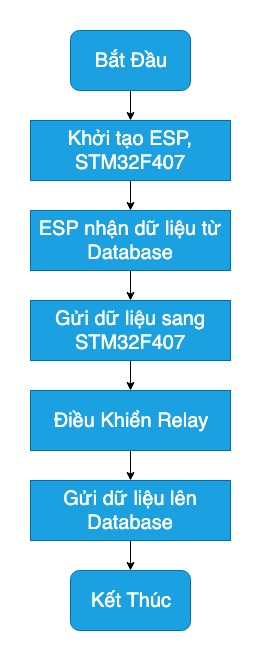 Bắt Đầu
Khởi tạo ESP,
STM32F407
ESP nhận dữ liệu từ
Database
Gửi dữ liệu sang
STM32F407
Điều Khiển Relay
Gửi dữ liệu lên
Database
Kết Thúc